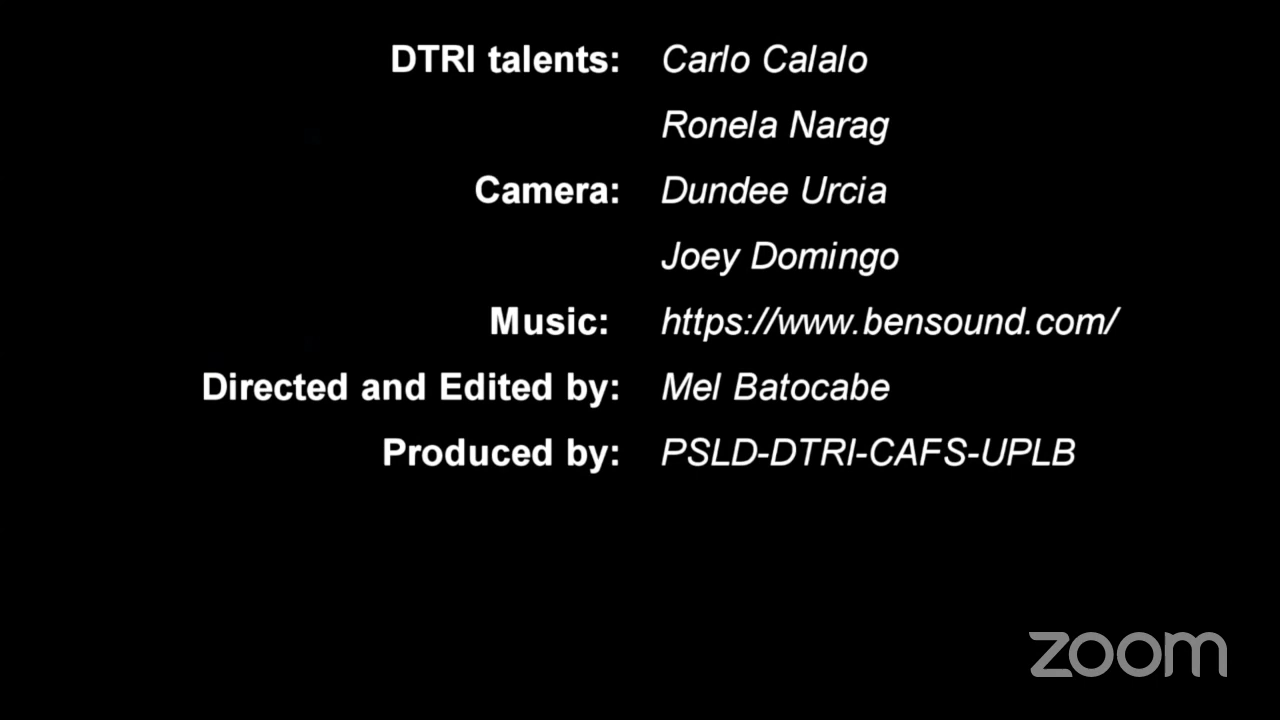 DTRI talents: Carlo Calalo
Ronela Narag
Camera: Dundee Urcia
Joey Domingo
Music: https://www.bensound.com/
Directed and Edited by: Mel Batocabe
Produced by: PSLD-DTRI-CAFS-UPLB
zoom